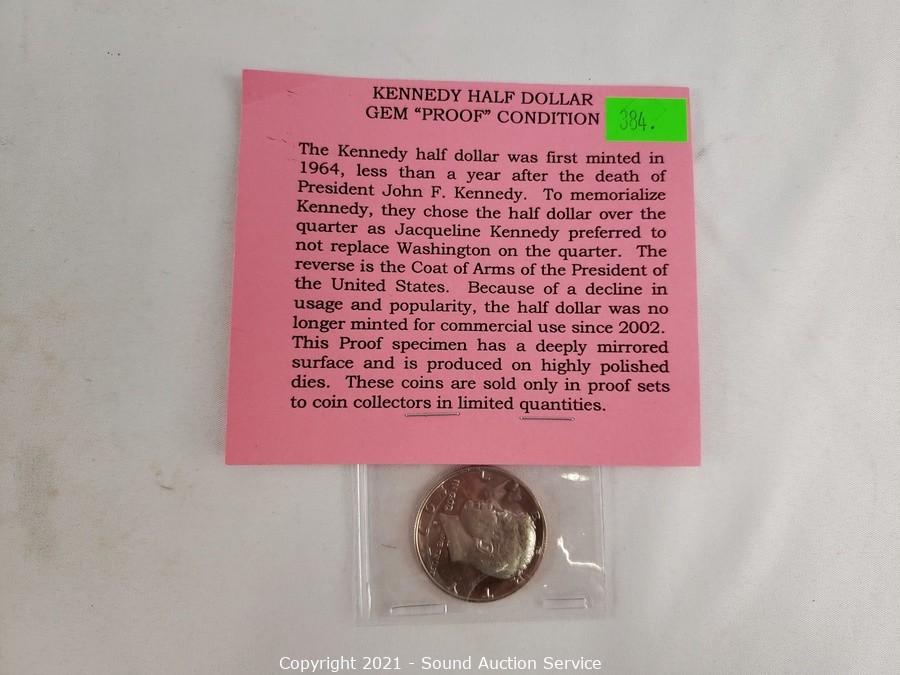 KENNEDY HALF DOLLAR
GEM “PROOF” CONDITION
384.
The Kennedy half dollar was first minted in
1964, less than a year after the death of
President John F. Kennedy. To memorialize
Kennedy, they chose the half dollar over the
quarter as Jacqueline Kennedy preferred to
not replace Washington on the quarter. The
reverse is the Coat of Arms of the President of
the United States. Because of a decline in
usage and popularity, the half dollar was no
longer minted for commercial use since 2002.
This Proof specimen has a deeply mirrored
surface and is produced on highly polished
dies. These coins are sold only in proof sets
to coin collectors in limited quantities.
Copyright 2021 - Sound Auction Service